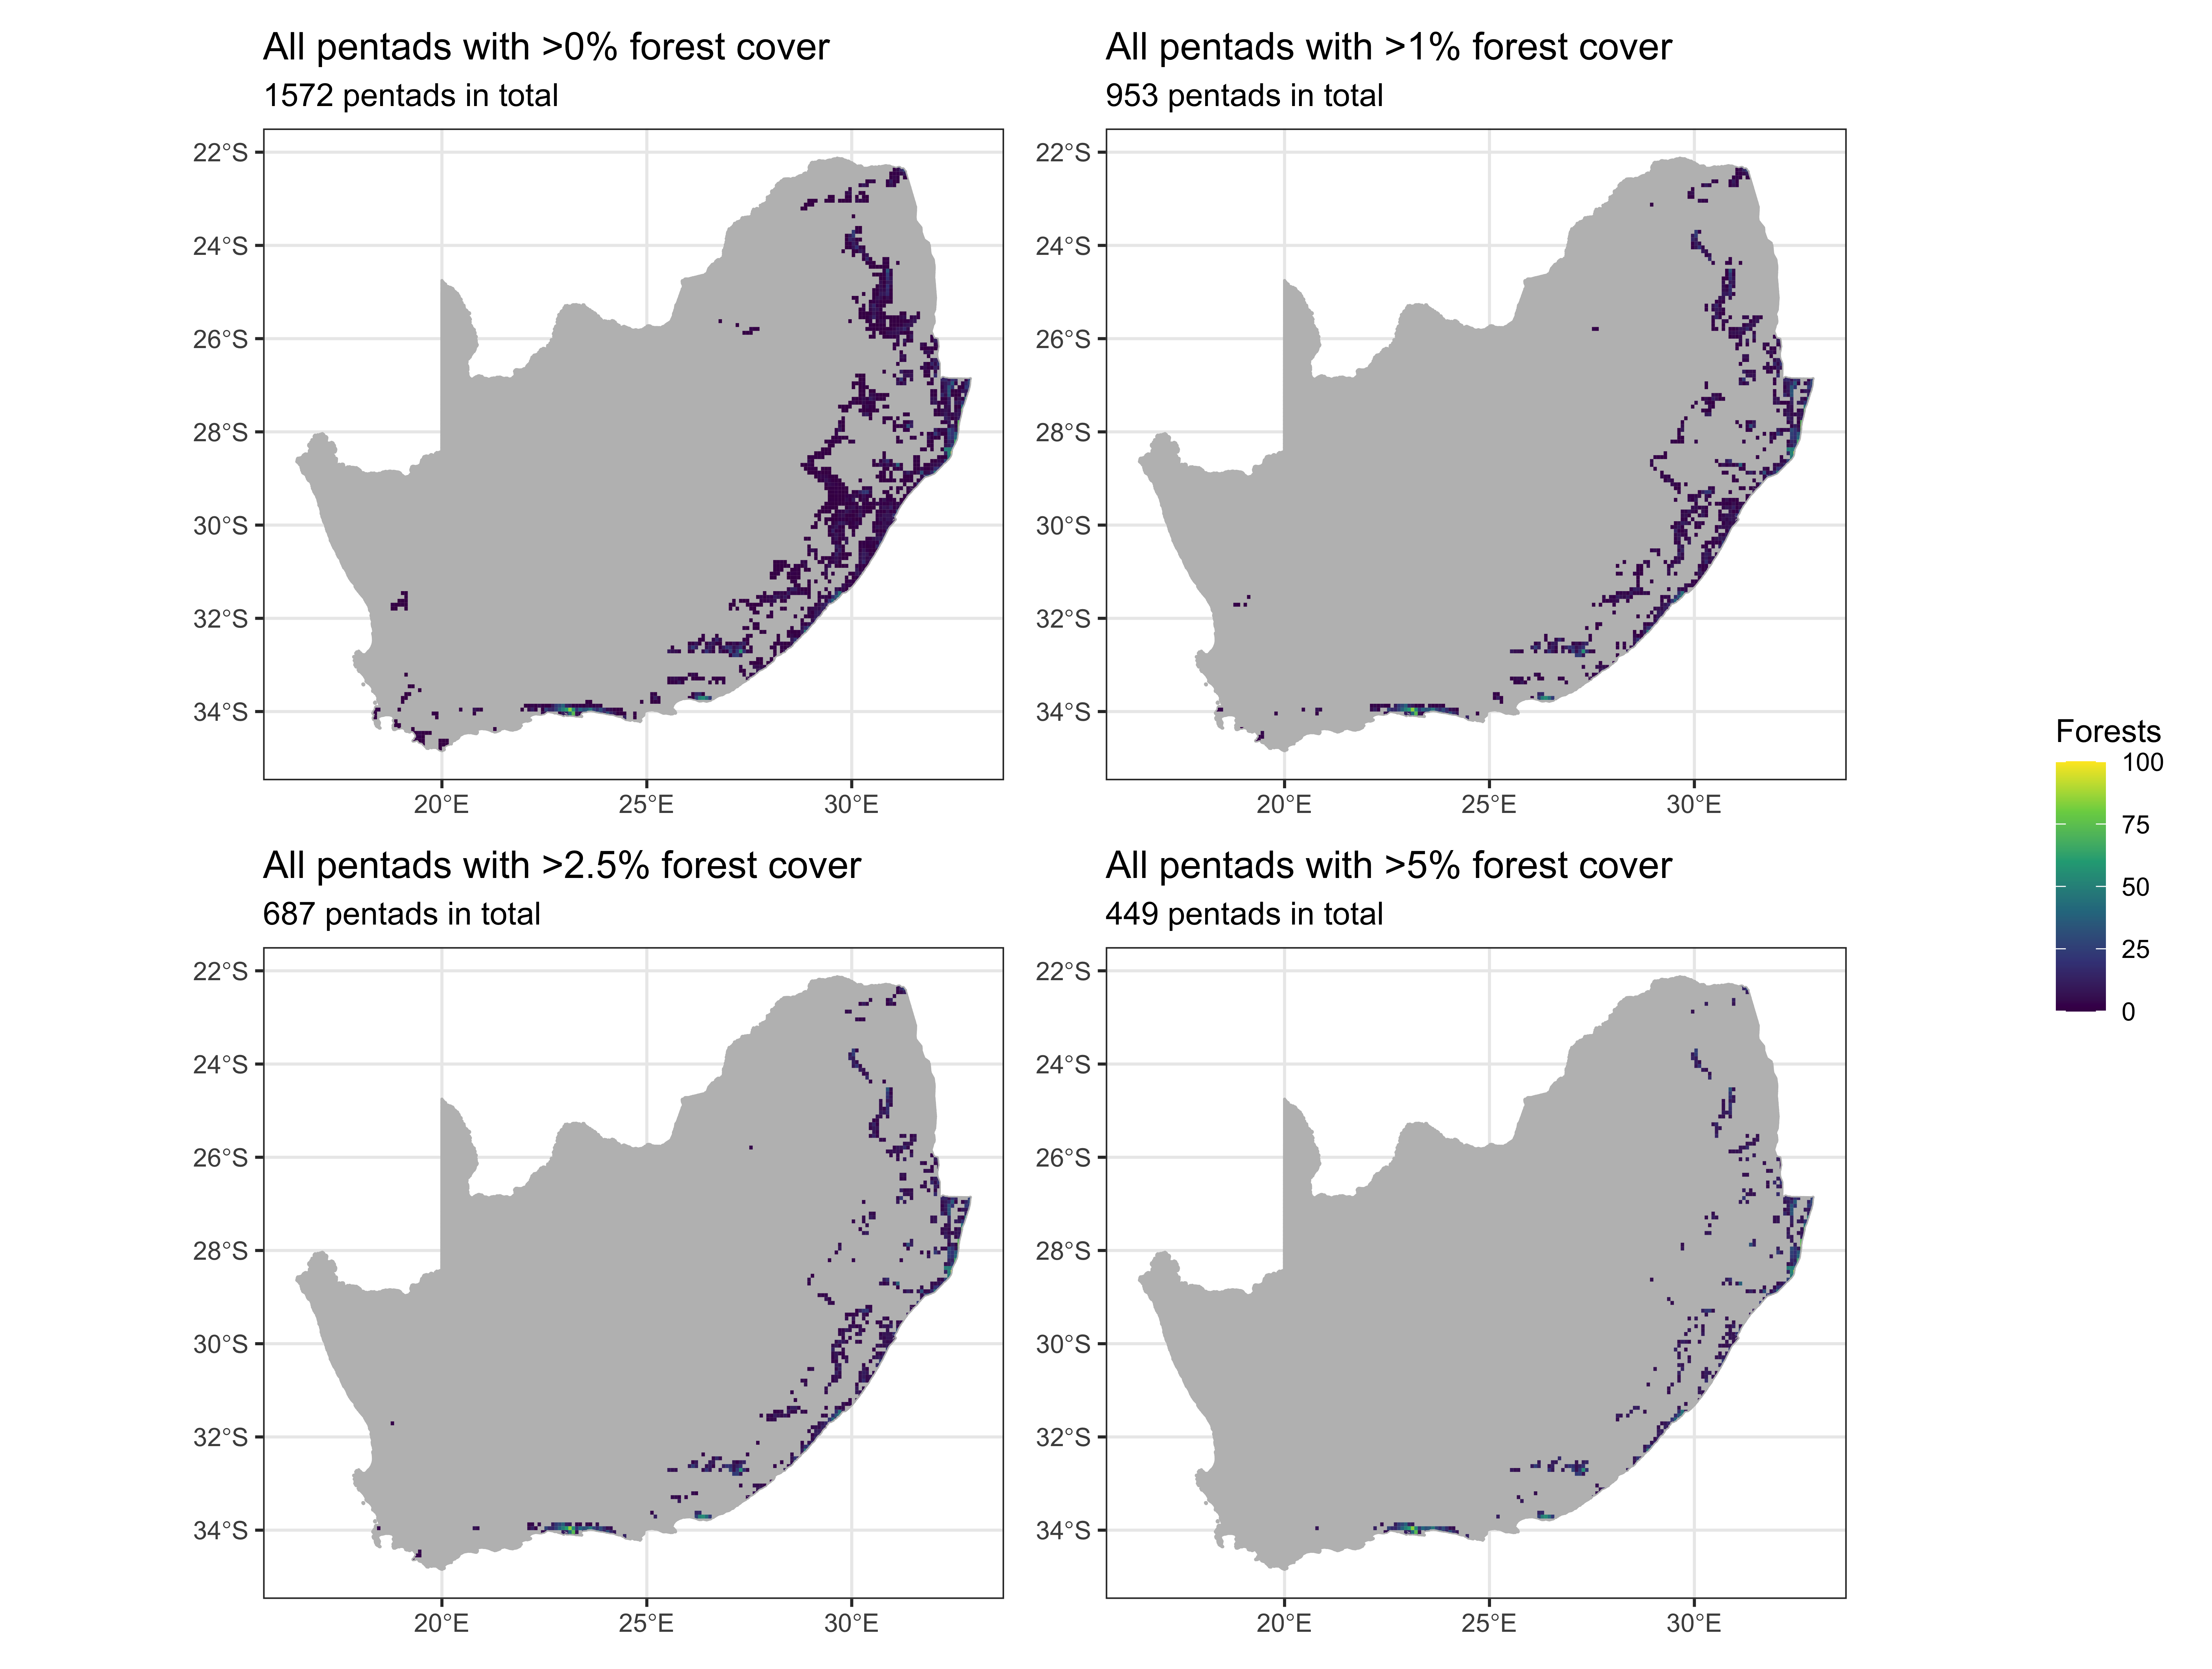 All pentads with >0% forest cover
1572 pentads in total
22°S
24°S
26°S
28°S
30°S
32°S
34°S
20°E
25°E
30°E
All pentads with >1% forest cover
953 pentads in total
22°S
24°S
26°S
28°S
30°S
32°S
34°S
20°E
25°E
30°E
All pentads with >2.5% forest cover
687 pentads in total
22°S
24°S
26°S
28°S
30°S
32°S
34°S
20°E
25°E
30°E
All pentads with >5% forest cover
449 pentads in total
22°S
24°S
26°S
28°S
30°S
32°S
34°S
20°E
25°E
30°E
Forests
100
75
50
25
0